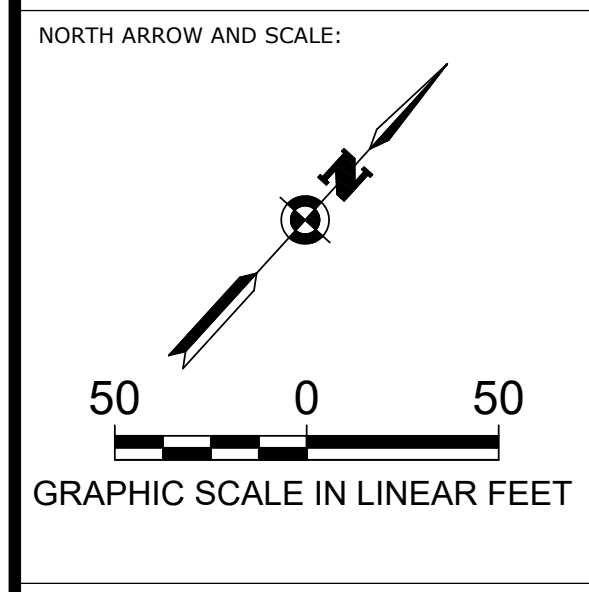 NORTH ARROW AND SCALE:
N
50 0 50
GRAPHIC SCALE IN LINEAR FEET